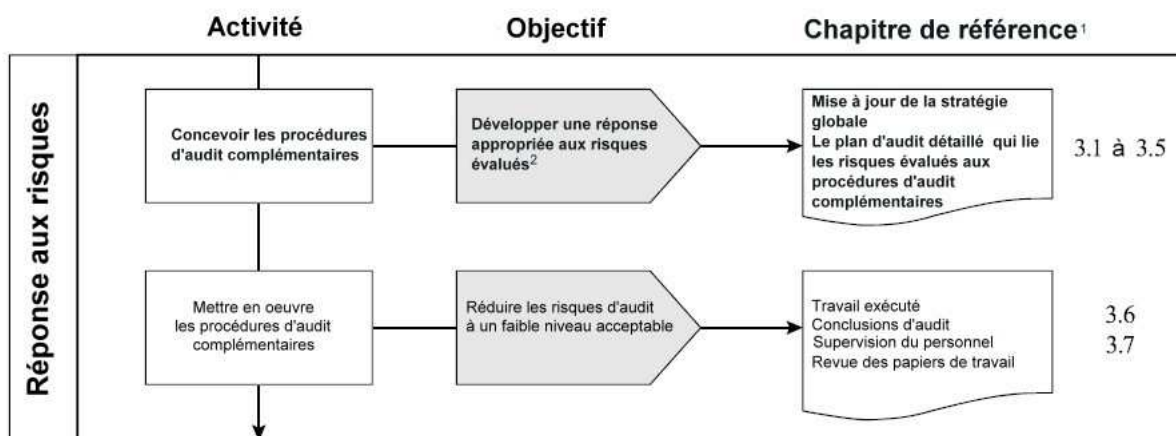 Activité
Objectif
Chapitre de référence¹
Réponse aux risques
Concevoir les procédures
d'audit complémentaires
Développer une réponse
appropriée aux risques
évalués²
Mise à jour de la stratégie
globale
Le plan d'audit détaillé qui lie
les risques évalués aux
procédures d'audit
complémentaires
3.1 à 3.5
Mettre en oeuvre
les procédures d'audit
complémentaires
Réduire les risques d'audit
à un faible niveau acceptable
Travail exécuté
Conclusions d'audit
Supervision du personnel
Revue des papiers de travail
3.6
3.7